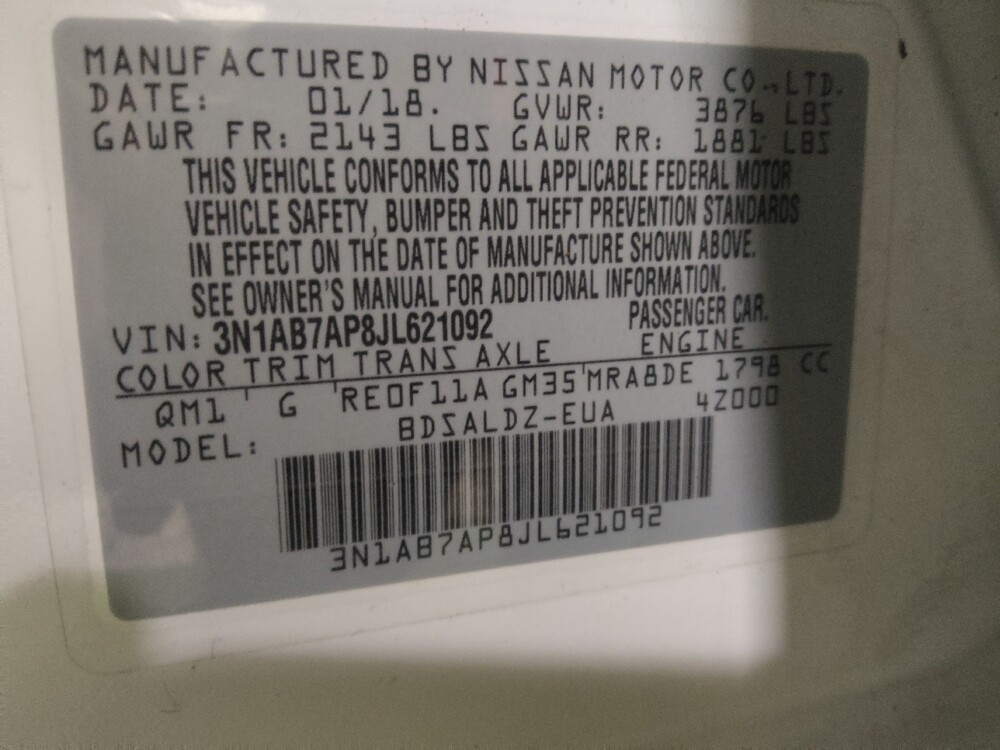 MANUFACTURED BY NISSAN MOTOR CO.,LTD.
DATE: 01/18. GVWR: 3876 LBS
GAWR FR: 2143 LBS GAWR RR: 1881 LBS
THIS VEHICLE CONFORMS TO ALL APPLICABLE FEDERAL MOTOR
VEHICLE SAFETY, BUMPER AND THEFT PREVENTION STANDARDS
IN EFFECT ON THE DATE OF MANUFACTURE SHOWN ABOVE.
SEE OWNER'S MANUAL FOR ADDITIONAL INFORMATION.
VIN: 3N1AB7AP8JL621092 PASSENGER CAR.
COLOR TRIM TRANS AXLE ENGINE
QM1 G RE0F11A GM35 MRA8DE 1798 CC
MODEL: BDSALDZ-EUA 4Z000
3N1AB7AP8JL621092